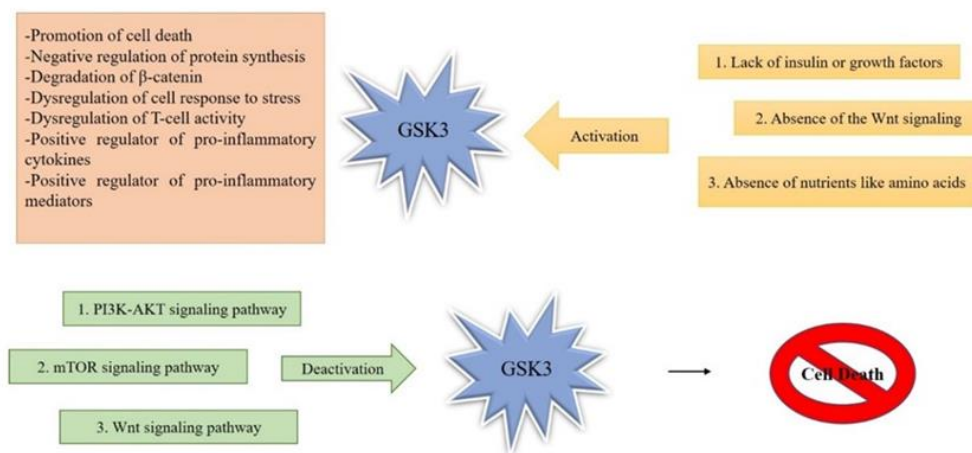 -Promotion of cell death
-Negative regulation of protein synthesis
-Degradation of β-catenin
-Dysregulation of cell response to stress
-Dysregulation of T-cell activity
-Positive regulator of pro-inflammatory
cytokines
-Positive regulator of pro-inflammatory
mediators
GSK3
Activation
1. Lack of insulin or growth factors
2. Absence of the Wnt signaling
3. Absence of nutrients like amino acids
1. PI3K-AKT signaling pathway
2. mTOR signaling pathway
3. Wnt signaling pathway
Deactivation
GSK3
Cell Death